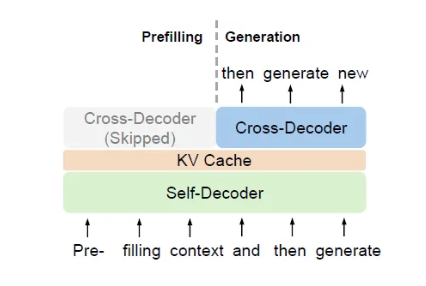 Prefilling Generation
then generate new
Cross-Decoder
(Skipped)
Cross-Decoder
KV Cache
Self-Decoder
Pre- filling context and then generate